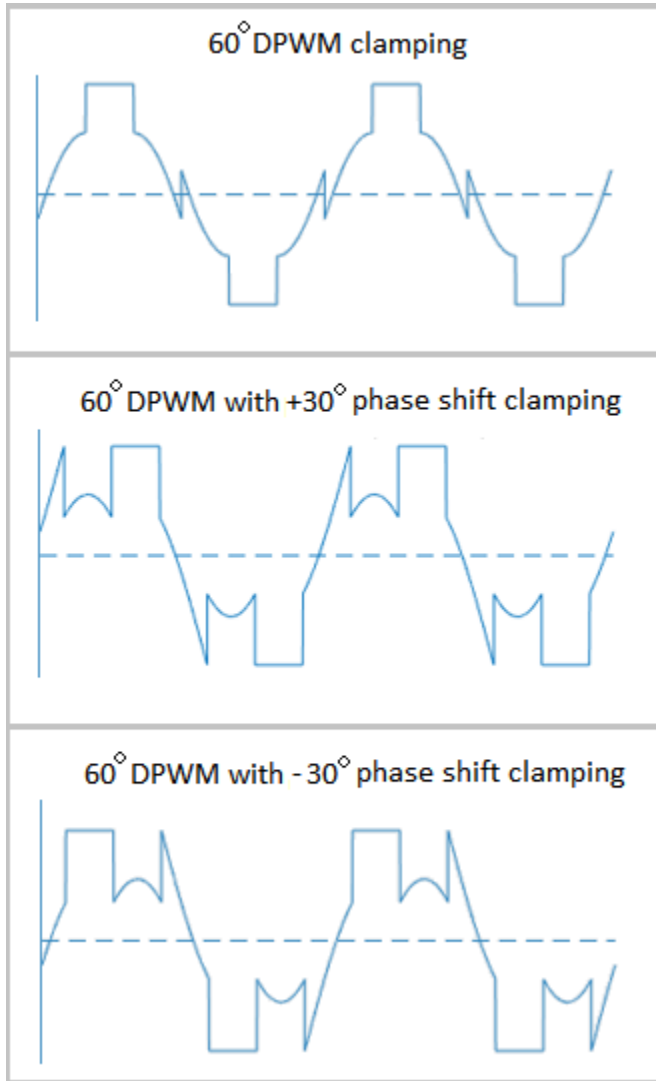 60° DPWM clamping
60° DPWM with +30° phase shift clamping
60° DPWM with - 30° phase shift clamping